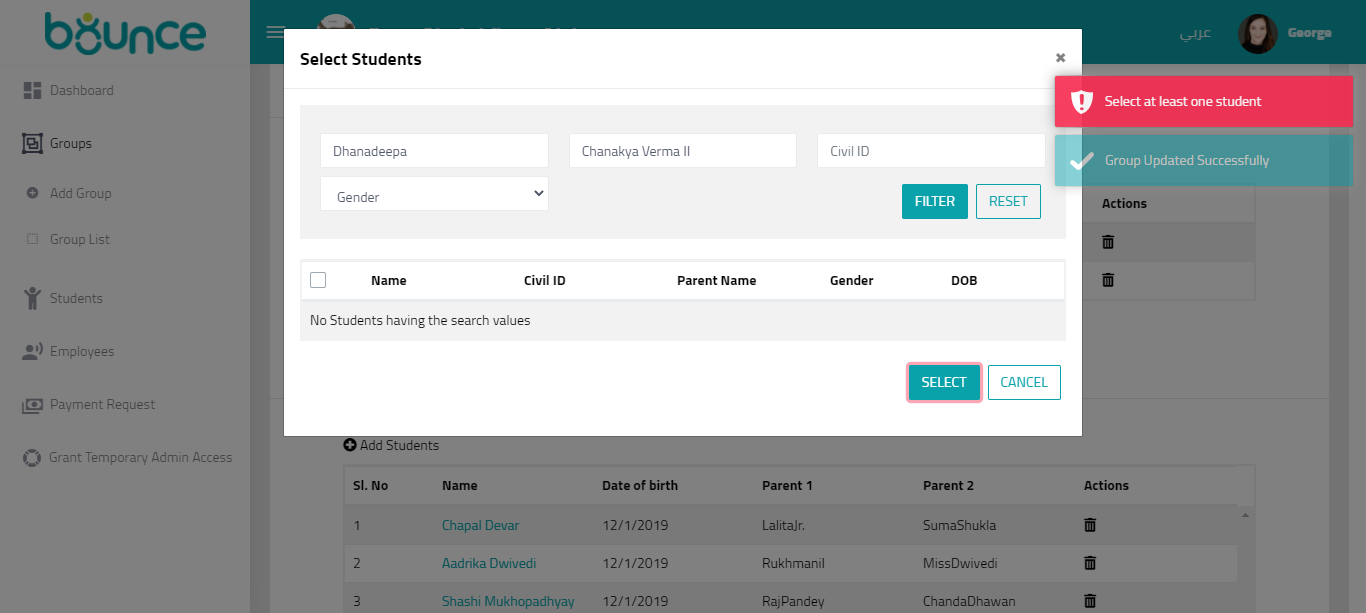 bounce
عربي
George
Select Students
✖
Select at least one student
Group Updated Successfully
Dashboard
Groups
Add Group
Group List
Students
Employees
Payment Request
Grant Temporary Admin Access
Dhanadeepa
Chanakya Verma II
Civil ID
Gender
FILTER
RESET
Actions
Name
Civil ID
Parent Name
Gender
DOB
No Students having the search values
SELECT
CANCEL
Add Students
Sl. No
Name
Date of birth
Parent 1
Parent 2
Actions
1
Chapal Devar
12/1/2019
LalitaJr.
SumaShukla
2
Aadrika Dwivedi
12/1/2019
RukhmaniI
MissDwivedi
3
Shashi Mukhopadhyay
12/1/2019
RajPandey
ChandaDhawan